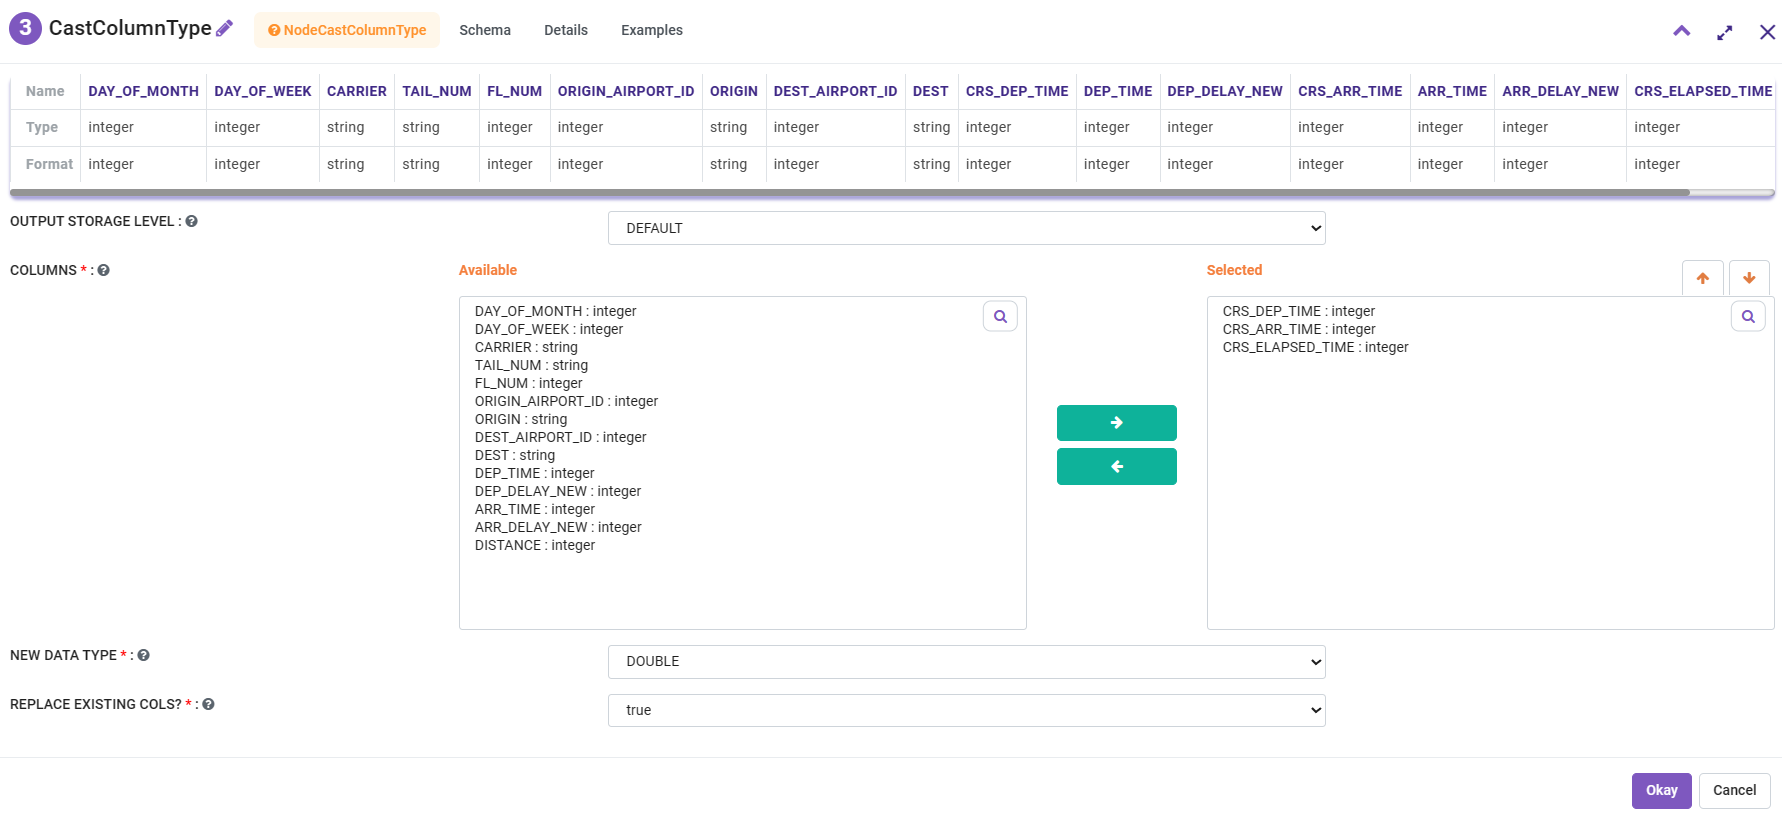 3 CastColumnType NodeCastColumnType Schema Details Examples
Name DAY_OF_MONTH DAY_OF_WEEK CARRIER TAIL_NUM FL_NUM ORIGIN_AIRPORT_ID ORIGIN DEST_AIRPORT_ID DEST CRS_DEP_TIME DEP_TIME DEP_DELAY_NEW CRS_ARR_TIME ARR_TIME ARR_DELAY_NEW CRS_ELAPSED_TIME
Type integer integer string string integer integer string integer string integer integer integer integer integer integer integer
Format integer integer string string integer integer string integer string integer integer integer integer integer integer integer
OUTPUT STORAGE LEVEL : DEFAULT
COLUMNS * : Available Selected
DAY_OF_MONTH : integer
DAY_OF_WEEK : integer
CARRIER : string
TAIL_NUM : string
FL_NUM : integer
ORIGIN_AIRPORT_ID : integer
ORIGIN : string
DEST_AIRPORT_ID : integer
DEST : string
DEP_TIME : integer
DEP_DELAY_NEW : integer
ARR_TIME : integer
ARR_DELAY_NEW : integer
DISTANCE : integer
CRS_DEP_TIME : integer
CRS_ARR_TIME : integer
CRS_ELAPSED_TIME : integer
NEW DATA TYPE * : DOUBLE
REPLACE EXISTING COLS? * : true
Okay Cancel